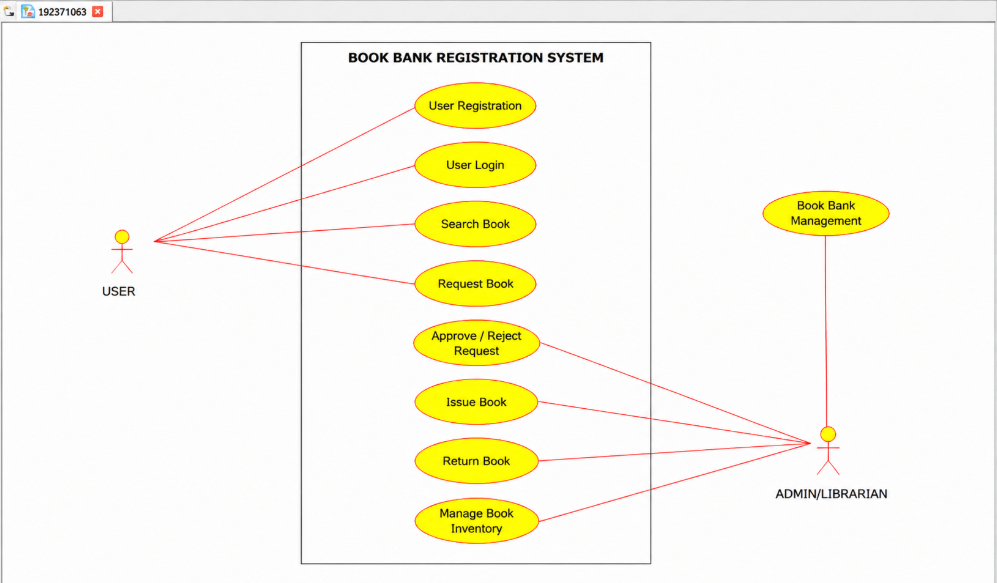 192371063
BOOK BANK REGISTRATION SYSTEM
User Registration
User Login
Search Book
Request Book
Approve / Reject
Request
Issue Book
Return Book
Manage Book
Inventory
USER
Book Bank
Management
ADMIN/LIBRARIAN